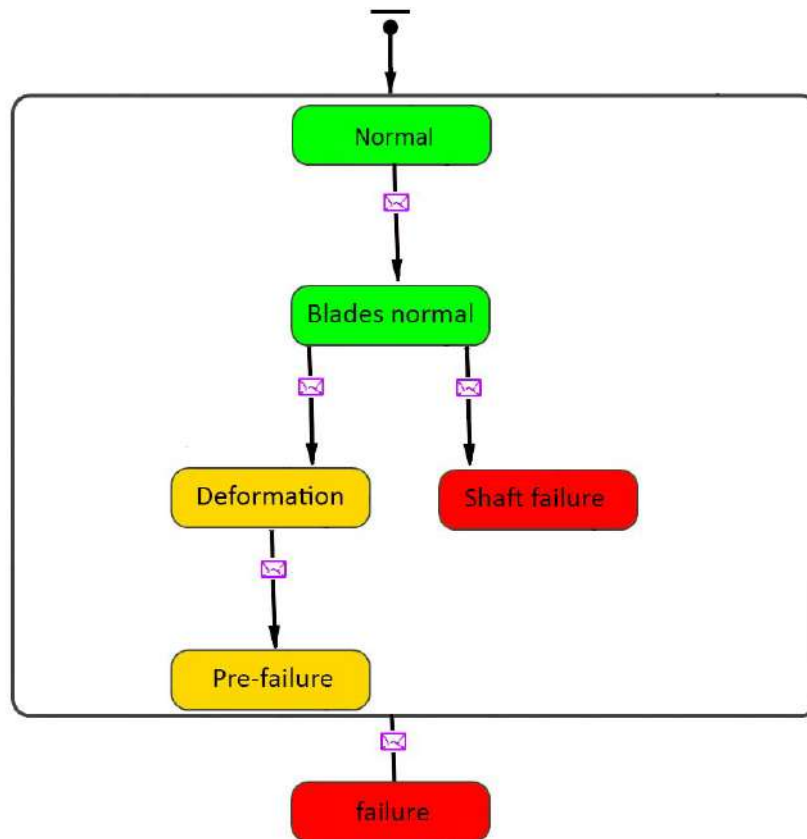 Normal
Blades normal
Deformation
Shaft failure
Pre-failure
failure